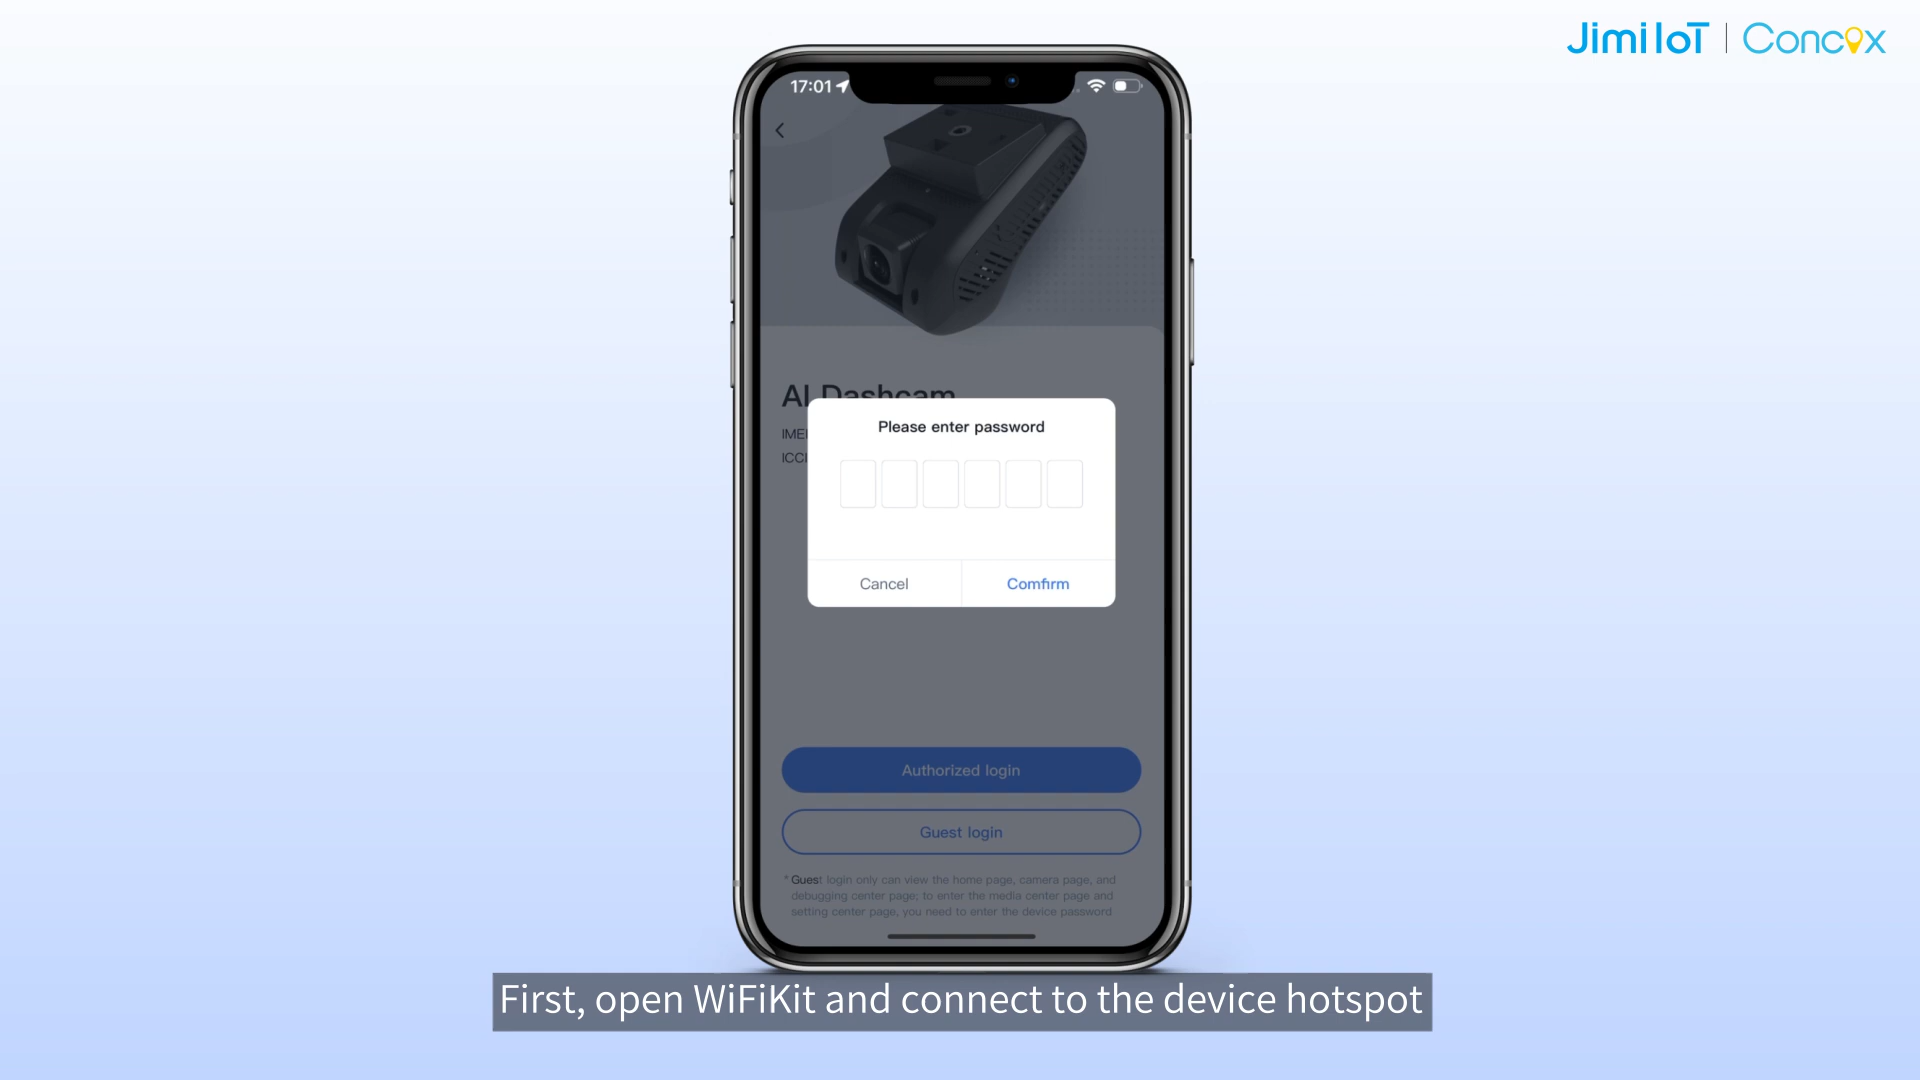 JimiIoT | Concox
17:01
AI Dashcam
IMEI
ICCI
Please enter password
Cancel
Comfirm
Authorized login
Guest login
* Guest login only can view the home page, camera page, and
debugging center page; to enter the media center page and
setting center page, you need to enter the device password
First, open WiFiKit and connect to the device hotspot